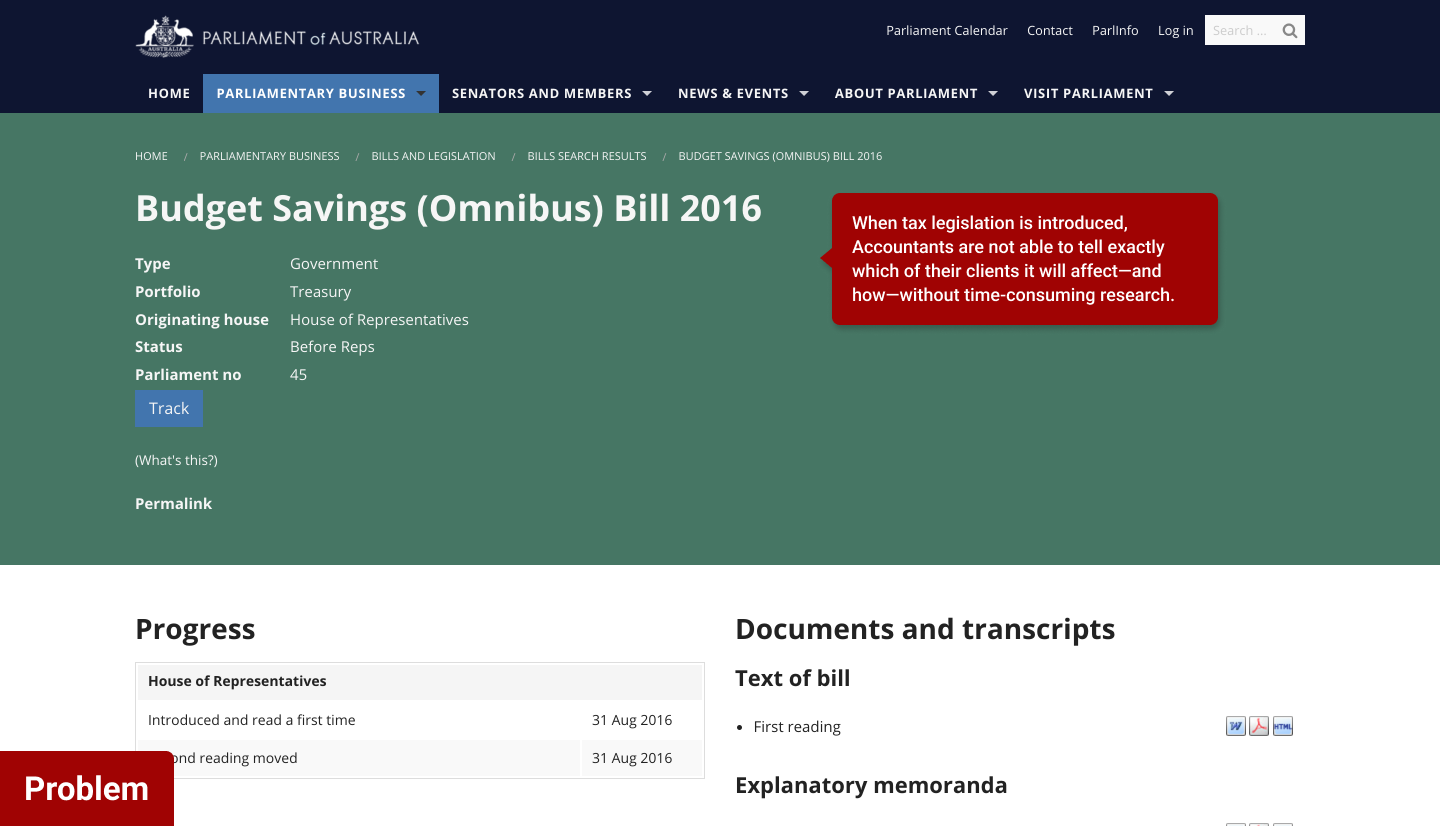 PARLIAMENT of AUSTRALIA
Parliament Calendar Contact ParlInfo Log in Search ...
HOME PARLIAMENTARY BUSINESS SENATORS AND MEMBERS NEWS & EVENTS ABOUT PARLIAMENT VISIT PARLIAMENT
HOME / PARLIAMENTARY BUSINESS / BILLS AND LEGISLATION / BILLS SEARCH RESULTS / BUDGET SAVINGS (OMNIBUS) BILL 2016
Budget Savings (Omnibus) Bill 2016
When tax legislation is introduced,
Accountants are not able to tell exactly
which of their clients it will affect—and
how—without time-consuming research.
Type Government
Portfolio Treasury
Originating house House of Representatives
Status Before Reps
Parliament no 45
Track
(What's this?)
Permalink
Progress
House of Representatives
Introduced and read a first time 31 Aug 2016
ond reading moved 31 Aug 2016
Documents and transcripts
Text of bill
• First reading W HTML
Explanatory memoranda
Problem